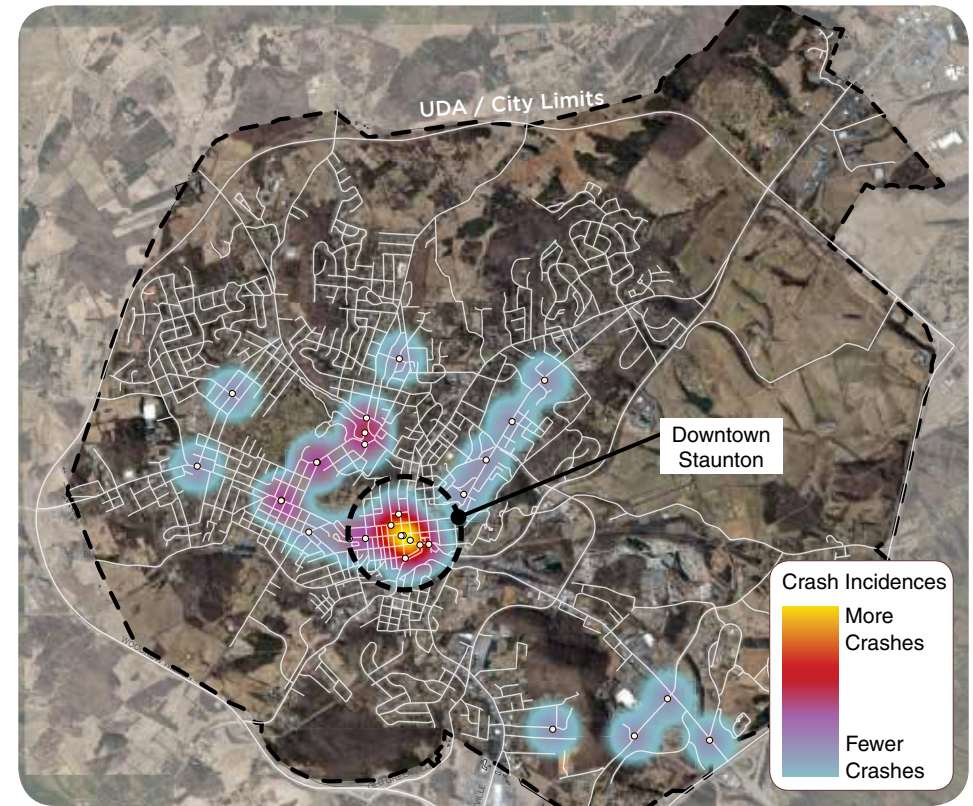 UDA / City Limits
Downtown
Staunton
Crash Incidences
More
Crashes
Fewer
Crashes